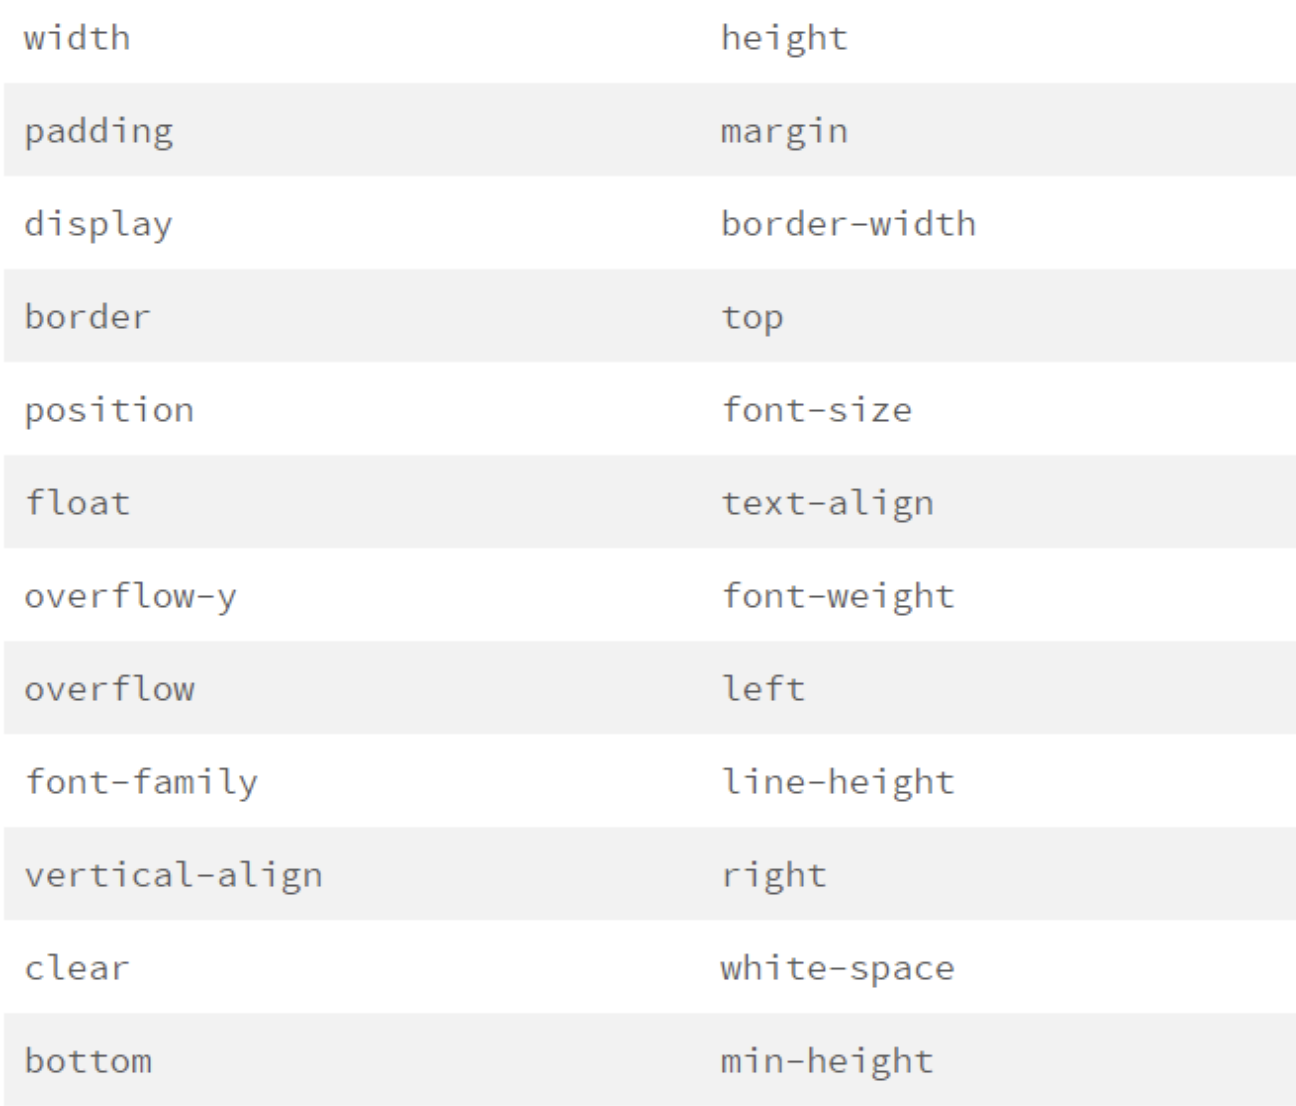 width height
padding margin
display border-width
border top
position font-size
float text-align
overflow-y font-weight
overflow left
font-family line-height
vertical-align right
clear white-space
bottom min-height